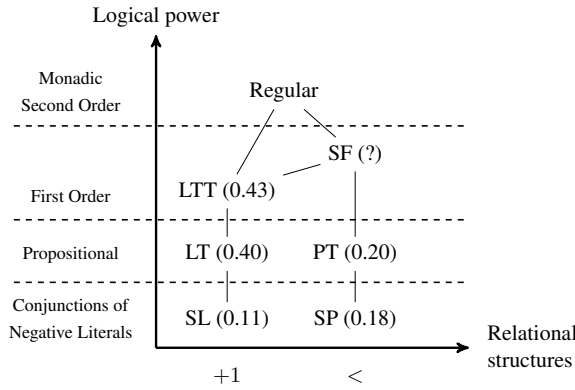 Logical power
Monadic
Second Order
Regular
SF (?)
First Order
LTT (0.43)
Propositional
LT (0.40)
PT (0.20)
Conjunctions of
Negative Literals
SL (0.11)
SP (0.18)
Relational
structures
+1
<